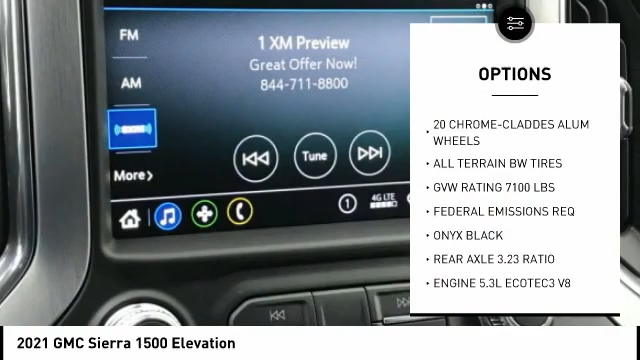 FM
1 XM Preview
Great Offer Now!
AM
844-711-8800
Tune
More
1
4G LTE
OPTIONS
20 CHROME-CLADDES ALUM
WHEELS
ALL TERRAIN BW TIRES
GVW RATING 7100 LBS
FEDERAL EMISSIONS REQ
ONYX BLACK
REAR AXLE 3.23 RATIO
ENGINE 5.3L ECOTEC3 V8
2021 GMC Sierra 1500 Elevation